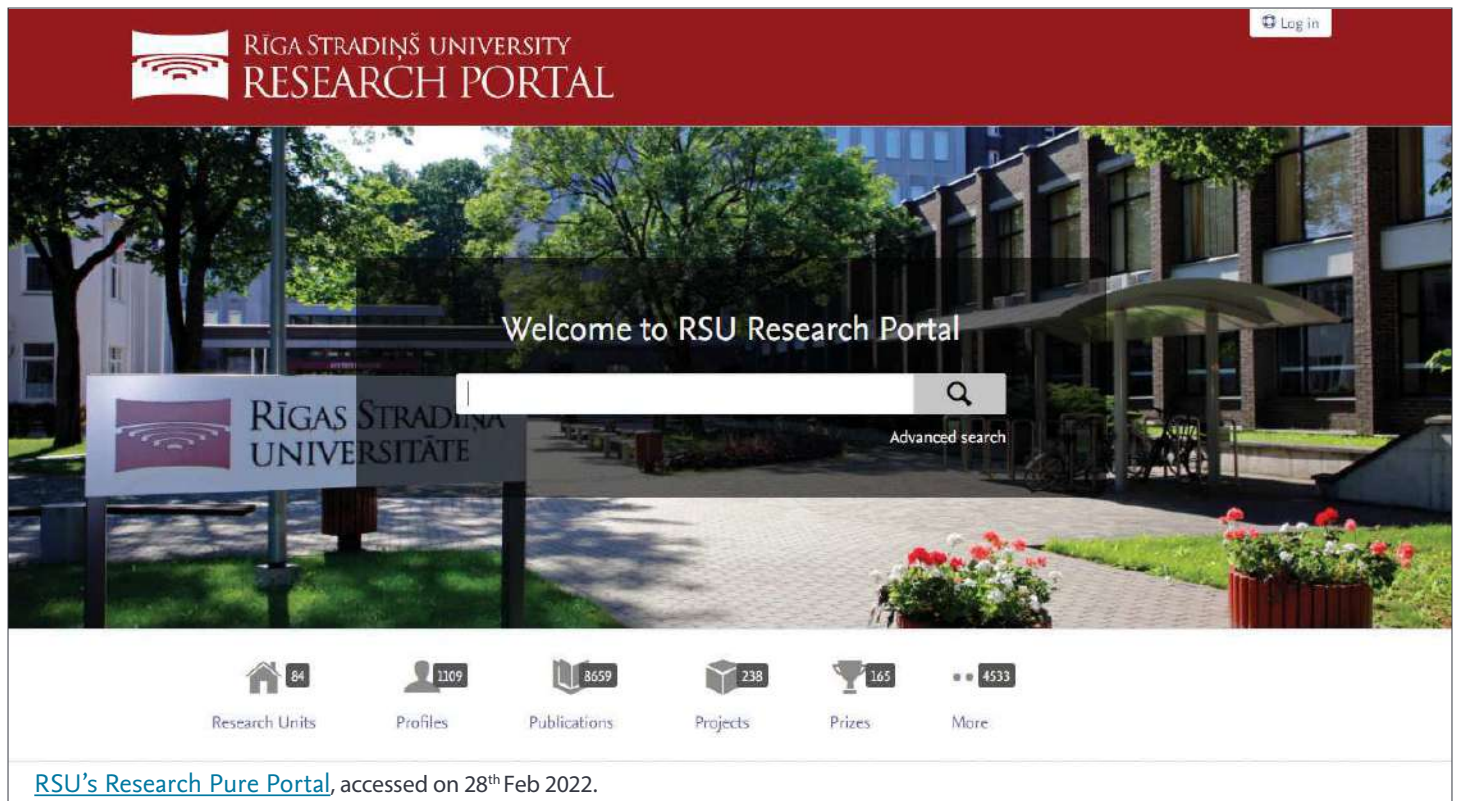 Log in
RĪGA STRADIŅŠ UNIVERSITY
RESEARCH PORTAL
Welcome to RSU Research Portal
RĪGAS STRADIŅA
UNIVERSITĀTE
Advanced search
84
1109
8659
238
165
4533
Research Units
Profiles
Publications
Projects
Prizes
More
RSU's Research Pure Portal, accessed on 28th Feb 2022.